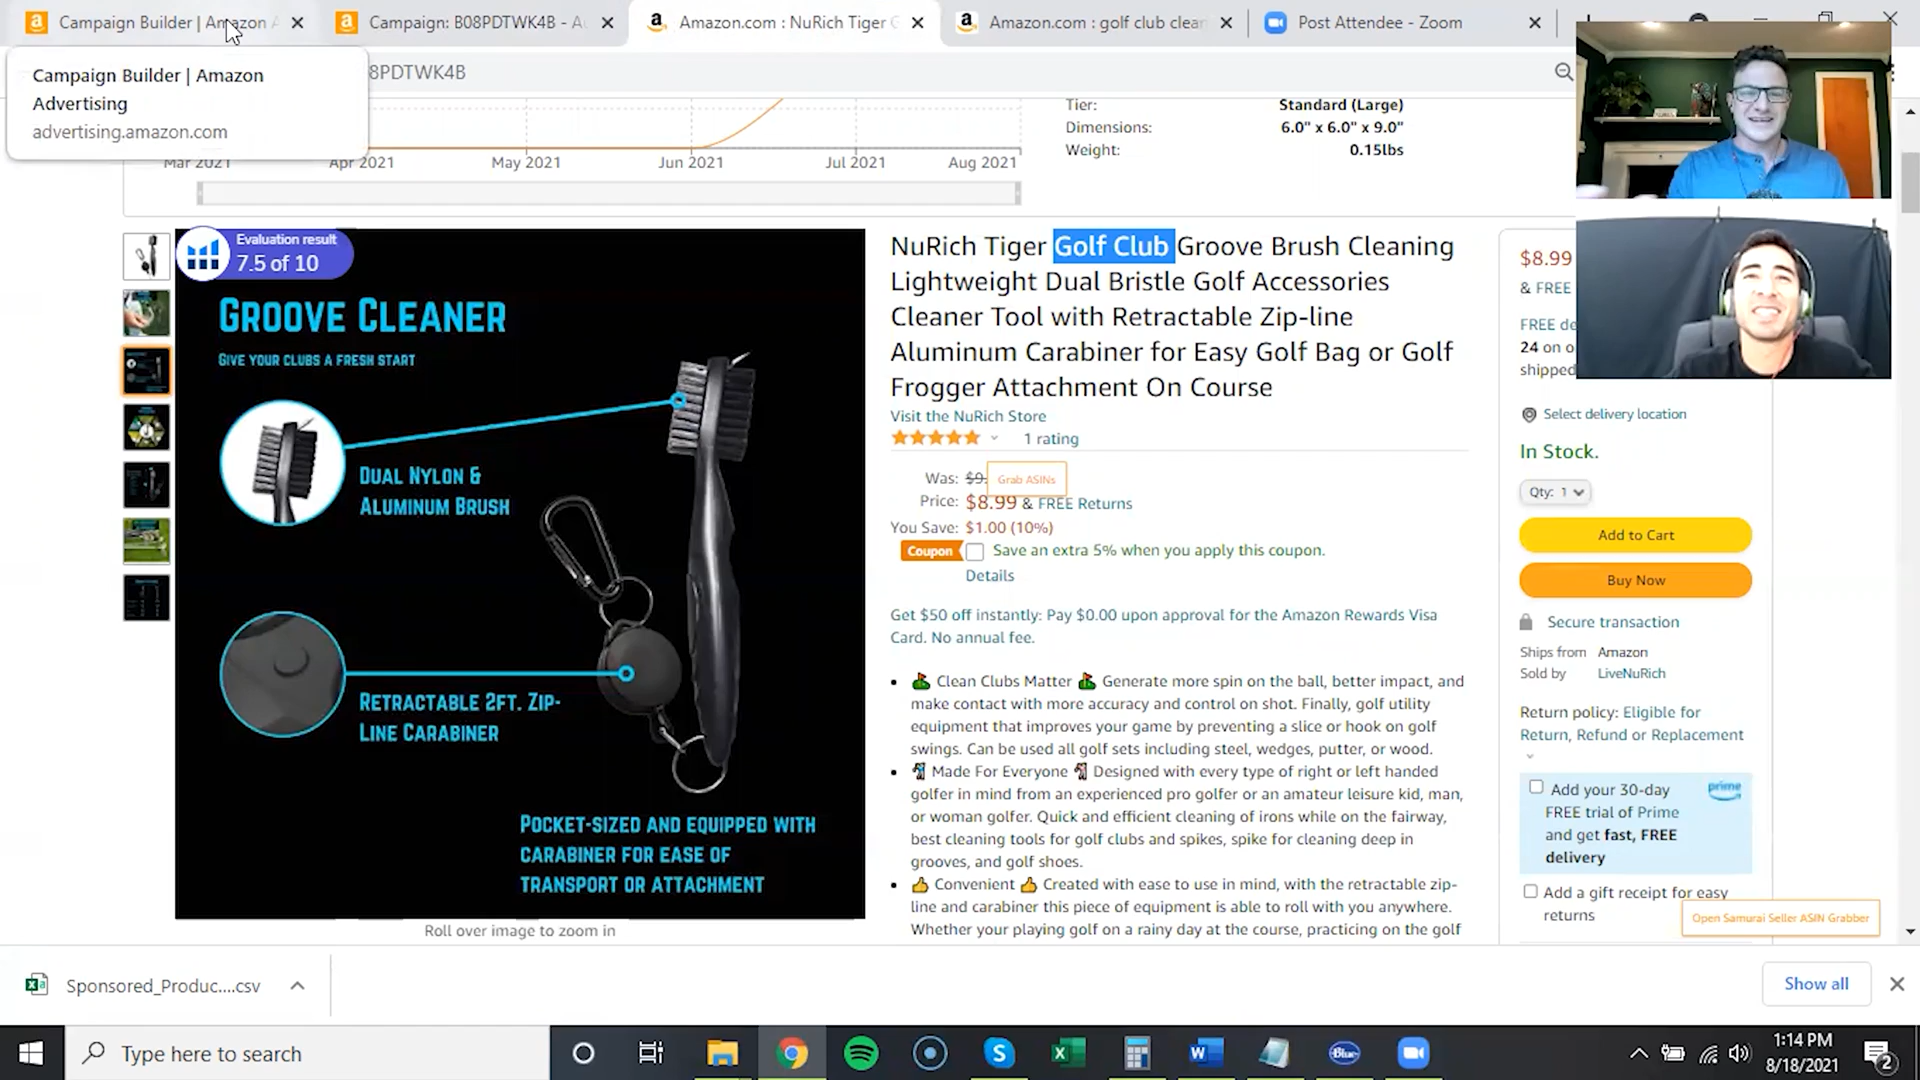 Campaign Builder | Amazon A
Campaign: B08PDTWK4B - A
Amazon.com : NuRich Tiger G
Amazon.com : golf club clean
Post Attendee - Zoom
Campaign Builder | Amazon
Advertising
advertising.amazon.com
8PDTWK4B
Tier: Standard (Large)
Dimensions: 6.0" x 6.0" x 9.0"
Weight: 0.15lbs
Mar 2021 Apr 2021 May 2021 Jun 2021 Jul 2021 Aug 2021
Evaluation result
7.5 of 10
GROOVE CLEANER
GIVE YOUR CLUBS A FRESH START
DUAL NYLON &
ALUMINUM BRUSH
RETRACTABLE 2FT. ZIP-
LINE CARABINER
POCKET-SIZED AND EQUIPPED WITH
CARABINER FOR EASE OF
TRANSPORT OR ATTACHMENT
Roll over image to zoom in
NuRich Tiger Golf Club Groove Brush Cleaning
Lightweight Dual Bristle Golf Accessories
Cleaner Tool with Retractable Zip-line
Aluminum Carabiner for Easy Golf Bag or Golf
Frogger Attachment On Course
Visit the NuRich Store
1 rating
Was: $9.
Grab ASINs
Price: $8.99 & FREE Returns
You Save: $1.00 (10%)
Coupon Save an extra 5% when you apply this coupon.
Details
Get $50 off instantly: Pay $0.00 upon approval for the Amazon Rewards Visa
Card. No annual fee.
• Clean Clubs Matter Generate more spin on the ball, better impact, and
make contact with more accuracy and control on shot. Finally, golf utility
equipment that improves your game by preventing a slice or hook on golf
swings. Can be used all golf sets including steel, wedges, putter, or wood.
• Made For Everyone Designed with every type of right or left handed
golfer in mind from an experienced pro golfer or an amateur leisure kid, man,
or woman golfer. Quick and efficient cleaning of irons while on the fairway,
best cleaning tools for golf clubs and spikes, spike for cleaning deep in
grooves, and golf shoes.
• Convenient Created with ease to use in mind, with the retractable zip-
line and carabiner this piece of equipment is able to roll with you anywhere.
Whether your playing golf on a rainy day at the course, practicing on the golf
$8.99
& FREE
FREE de
24 on o
shipped
Select delivery location
In Stock.
Qty: 1
Add to Cart
Buy Now
Secure transaction
Ships from Amazon
Sold by LiveNuRich
Return policy: Eligible for
Return, Refund or Replacement
Add your 30-day
FREE trial of Prime
and get fast, FREE
delivery
prime
Add a gift receipt for easy
returns
Open Samurai Seller ASIN Grabber
Sponsored_Produc....csv
Show all
Type here to search
Blue
1:14 PM
8/18/2021
2